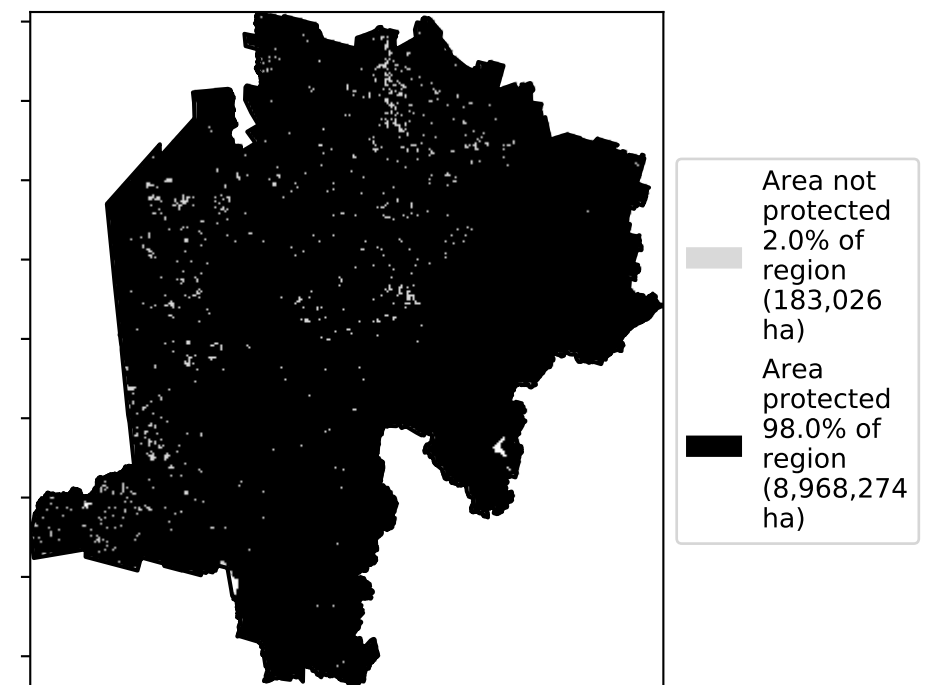 Area not
protected
2.0% of
region
(183,026
ha)
Area
protected
98.0% of
region
(8,968,274
ha)